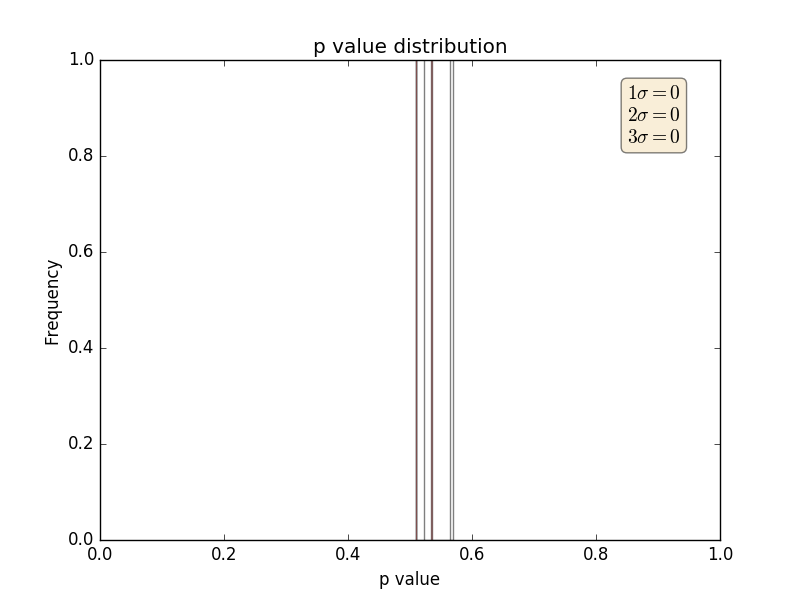 p value distribution
1σ = 0
2σ = 0
3σ = 0
1.0
0.8
0.6
0.4
0.2
0.0
Frequency
0.0 0.2 0.4 0.6 0.8 1.0
p value